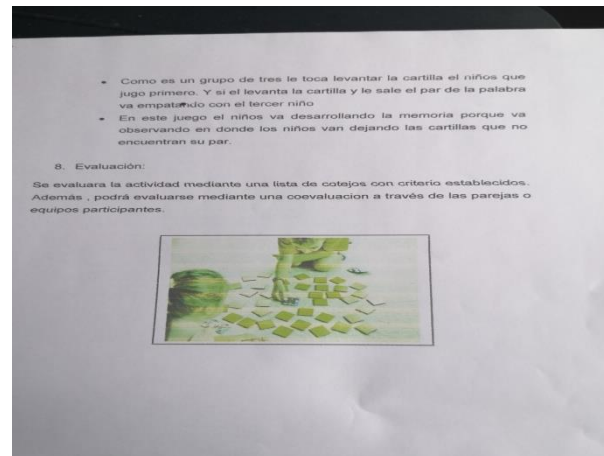 • Como es un grupo de tres le toca levantar la cartilla el niños que
jugo primero. Y si el levanta la cartilla y le sale el par de la palabra
va empatando con el tercer niño
• En este juego el niños va desarrollando la memoria porque va
observando en donde los niños van dejando las cartillas que no
encuentran su par.
8. Evaluación:
Se evaluara la actividad mediante una lista de cotejos con criterio establecidos.
Además , podrá evaluarse mediante una coevaluacion a través de las parejas o
equipos participantes.